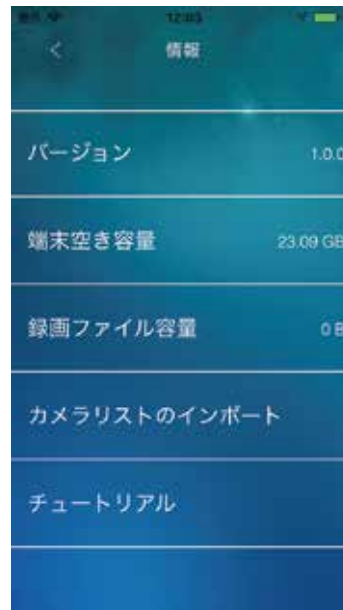 12:03
情報
バージョン 1.0.0
端末空き容量 23.09 GB
録画ファイル容量 0 B
カメラリストのインポート
チュートリアル